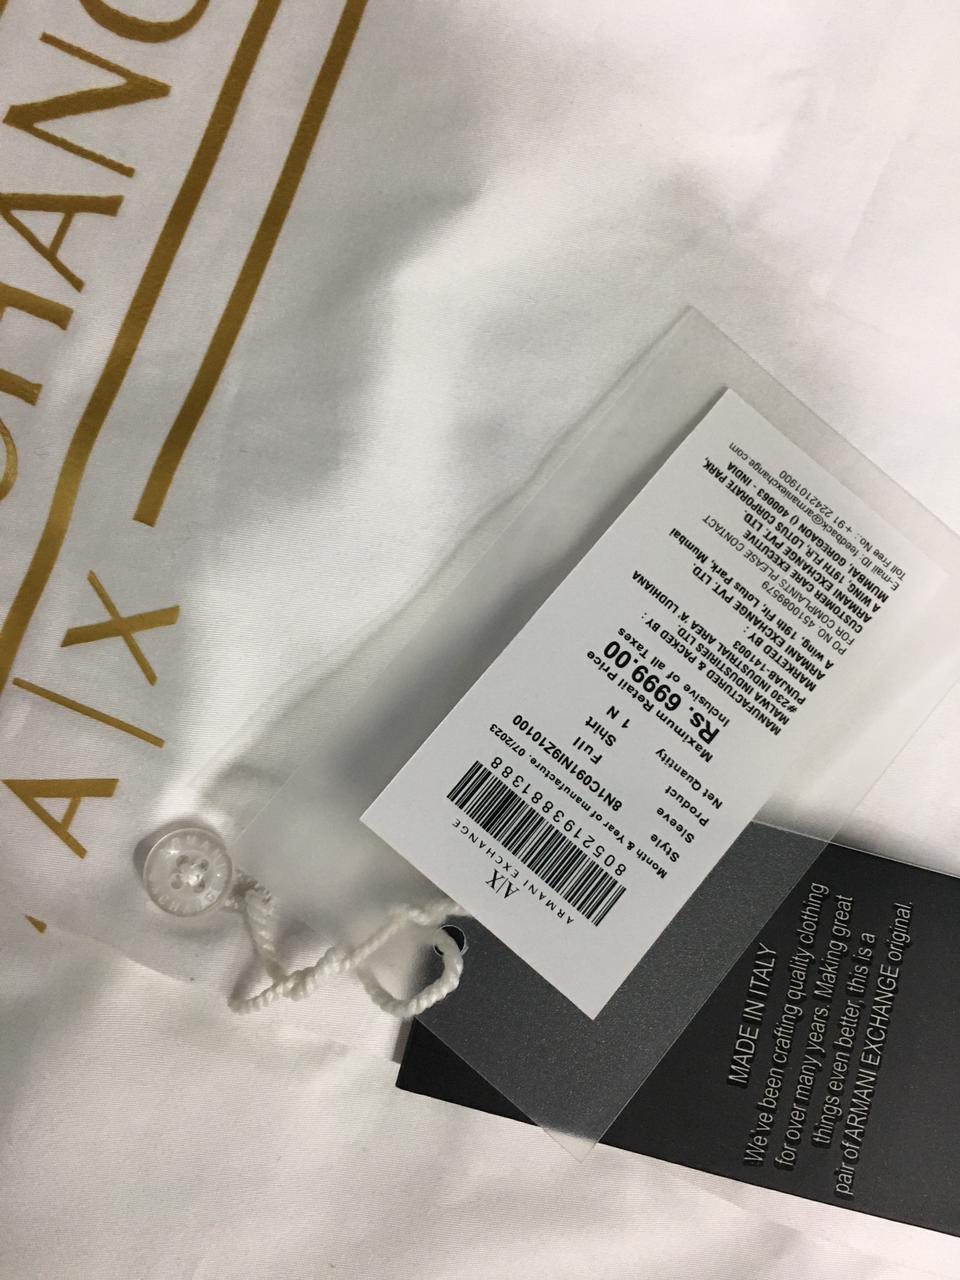 CHANG
A|X
A|X
ARMANI EXCHANGE
8052193881388
Month & Year of manufacture. 07/2023
Style 8N1C091NI9Z10100
Sleeve Full
Product Shirt
Net Quantity 1 N
Maximum Retail Price
Rs. 6999.00
Inclusive of all Taxes
MANUFACTURED & PACKED BY :
MALWA INDUSTRIES LTD.
#230 INDUSTRIAL AREA 'A' LUDHIANA
PUNJAB-141003
MARKETED BY :
ARMANI EXCHANGE PVT. LTD.
A wing, 19th Flr, Lotus Park, Mumbai
PO NO 4510089579
FOR COMPLAINTS PLEASE CONTACT
CUSTOMER CARE EXECUTIVE
ARMANI EXCHANGE PVT. LTD.
A WING, 19TH FLR, LOTUS CORPORATE PARK,
MUMBAI, GOREGAON () 400063 - INDIA
E-mail ID: feedback@armaniexchange.com
Toll Free No.: +91 2242101900
MADE IN ITALY
We've been crafting quality clothing
for over many years. Making great
things even better, this is a
pair of ARMANI EXCHANGE original.